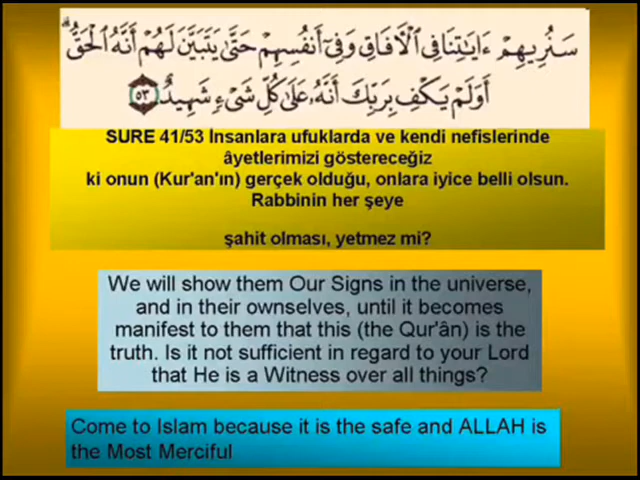 سَنُرِيهِمْ ءَايَـٰتِنَا فِى ٱلْـَٔافَاقِ وَفِىٓ أَنفُسِهِمْ حَتَّىٰ يَتَبَيَّنَ لَهُمْ أَنَّهُ ٱلْحَقُّ ۗ
أَوَلَمْ يَكْفِ بِرَبِّكَ أَنَّهُۥ عَلَىٰ كُلِّ شَىْءٍ شَهِيدٌ ٥٣
SURE 41/53 İnsanlara ufuklarda ve kendi nefislerinde
âyetlerimizi göstereceğiz
ki onun (Kur'an'ın) gerçek olduğu, onlara iyice belli olsun.
Rabbinin her şeye
şahit olması, yetmez mi?
We will show them Our Signs in the universe,
and in their ownselves, until it becomes
manifest to them that this (the Qur'ân) is the
truth. Is it not sufficient in regard to your Lord
that He is a Witness over all things?
Come to Islam because it is the safe and ALLAH is
the Most Merciful